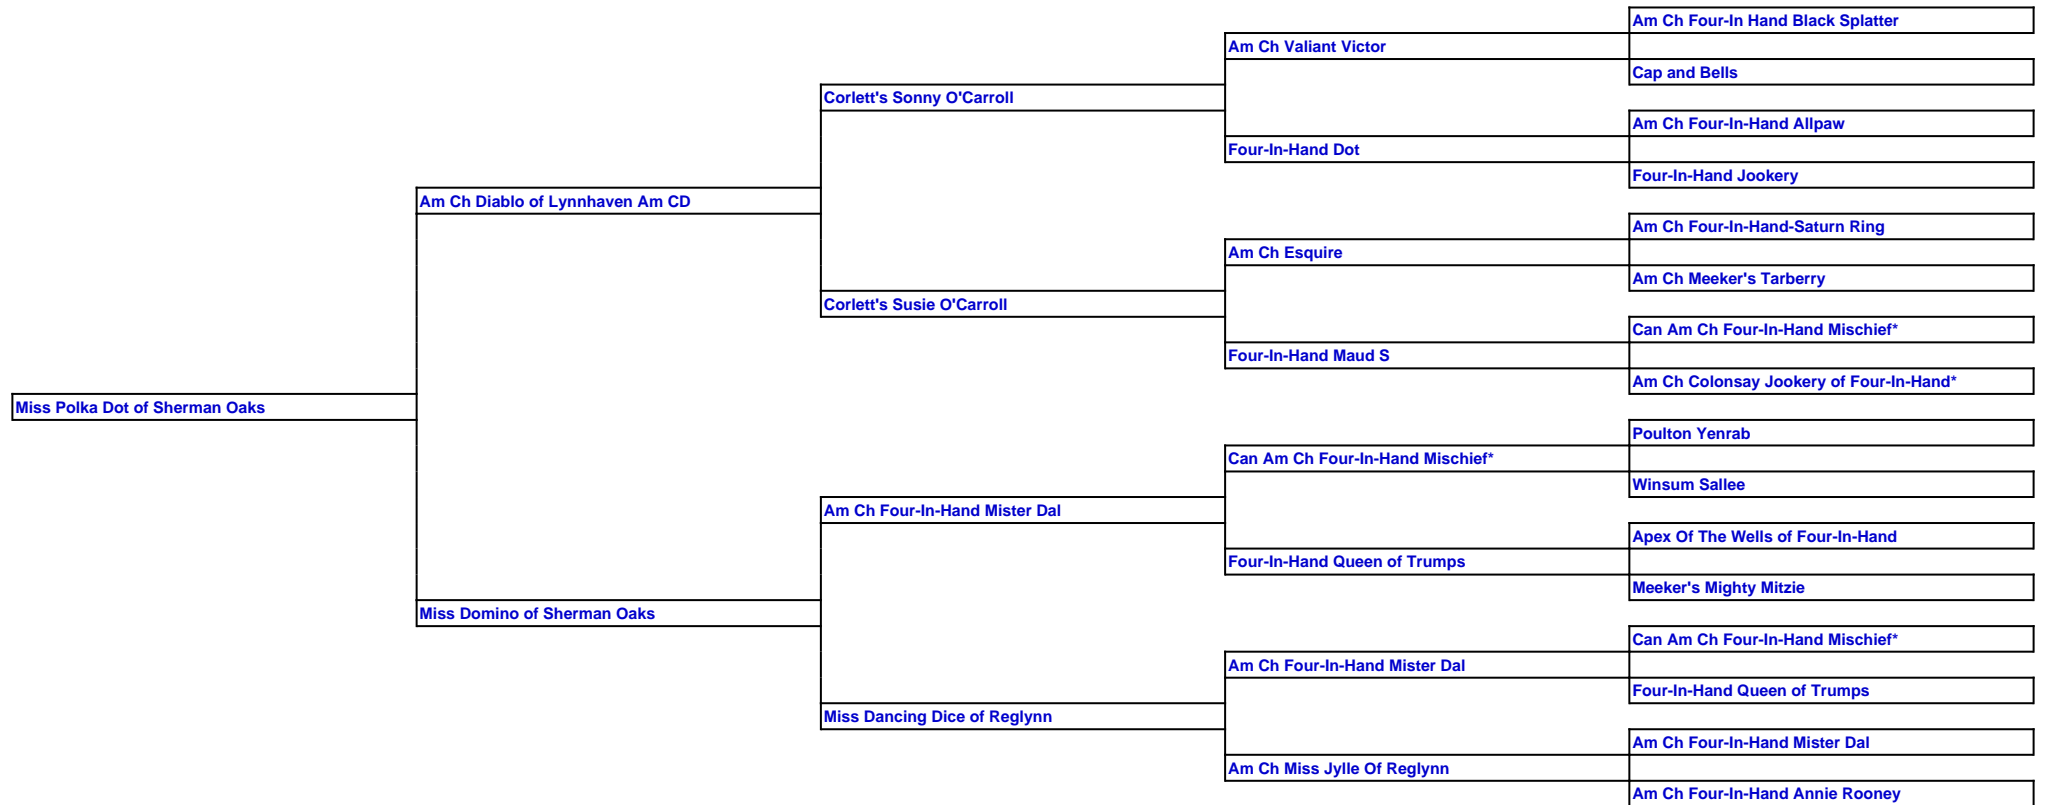 Am Ch Four-In Hand Black Splatter
Am Ch Valiant Victor
Cap and Bells
Corlett's Sonny O'Carroll
Am Ch Four-In-Hand Allpaw
Four-In-Hand Dot
Four-In-Hand Jookery
Am Ch Diablo of Lynnhaven Am CD
Am Ch Four-In-Hand-Saturn Ring
Am Ch Esquire
Am Ch Meeker's Tarberry
Corlett's Susie O'Carroll
Can Am Ch Four-In-Hand Mischief*
Four-In-Hand Maud S
Am Ch Colonsay Jookery of Four-In-Hand*
Miss Polka Dot of Sherman Oaks
Poulton Yenrab
Can Am Ch Four-In-Hand Mischief*
Winsum Sallee
Am Ch Four-In-Hand Mister Dal
Apex Of The Wells of Four-In-Hand
Four-In-Hand Queen of Trumps
Meeker's Mighty Mitzie
Miss Domino of Sherman Oaks
Can Am Ch Four-In-Hand Mischief*
Am Ch Four-In-Hand Mister Dal
Four-In-Hand Queen of Trumps
Miss Dancing Dice of Reglynn
Am Ch Four-In-Hand Mister Dal
Am Ch Miss Jylle Of Reglynn
Am Ch Four-In-Hand Annie Rooney